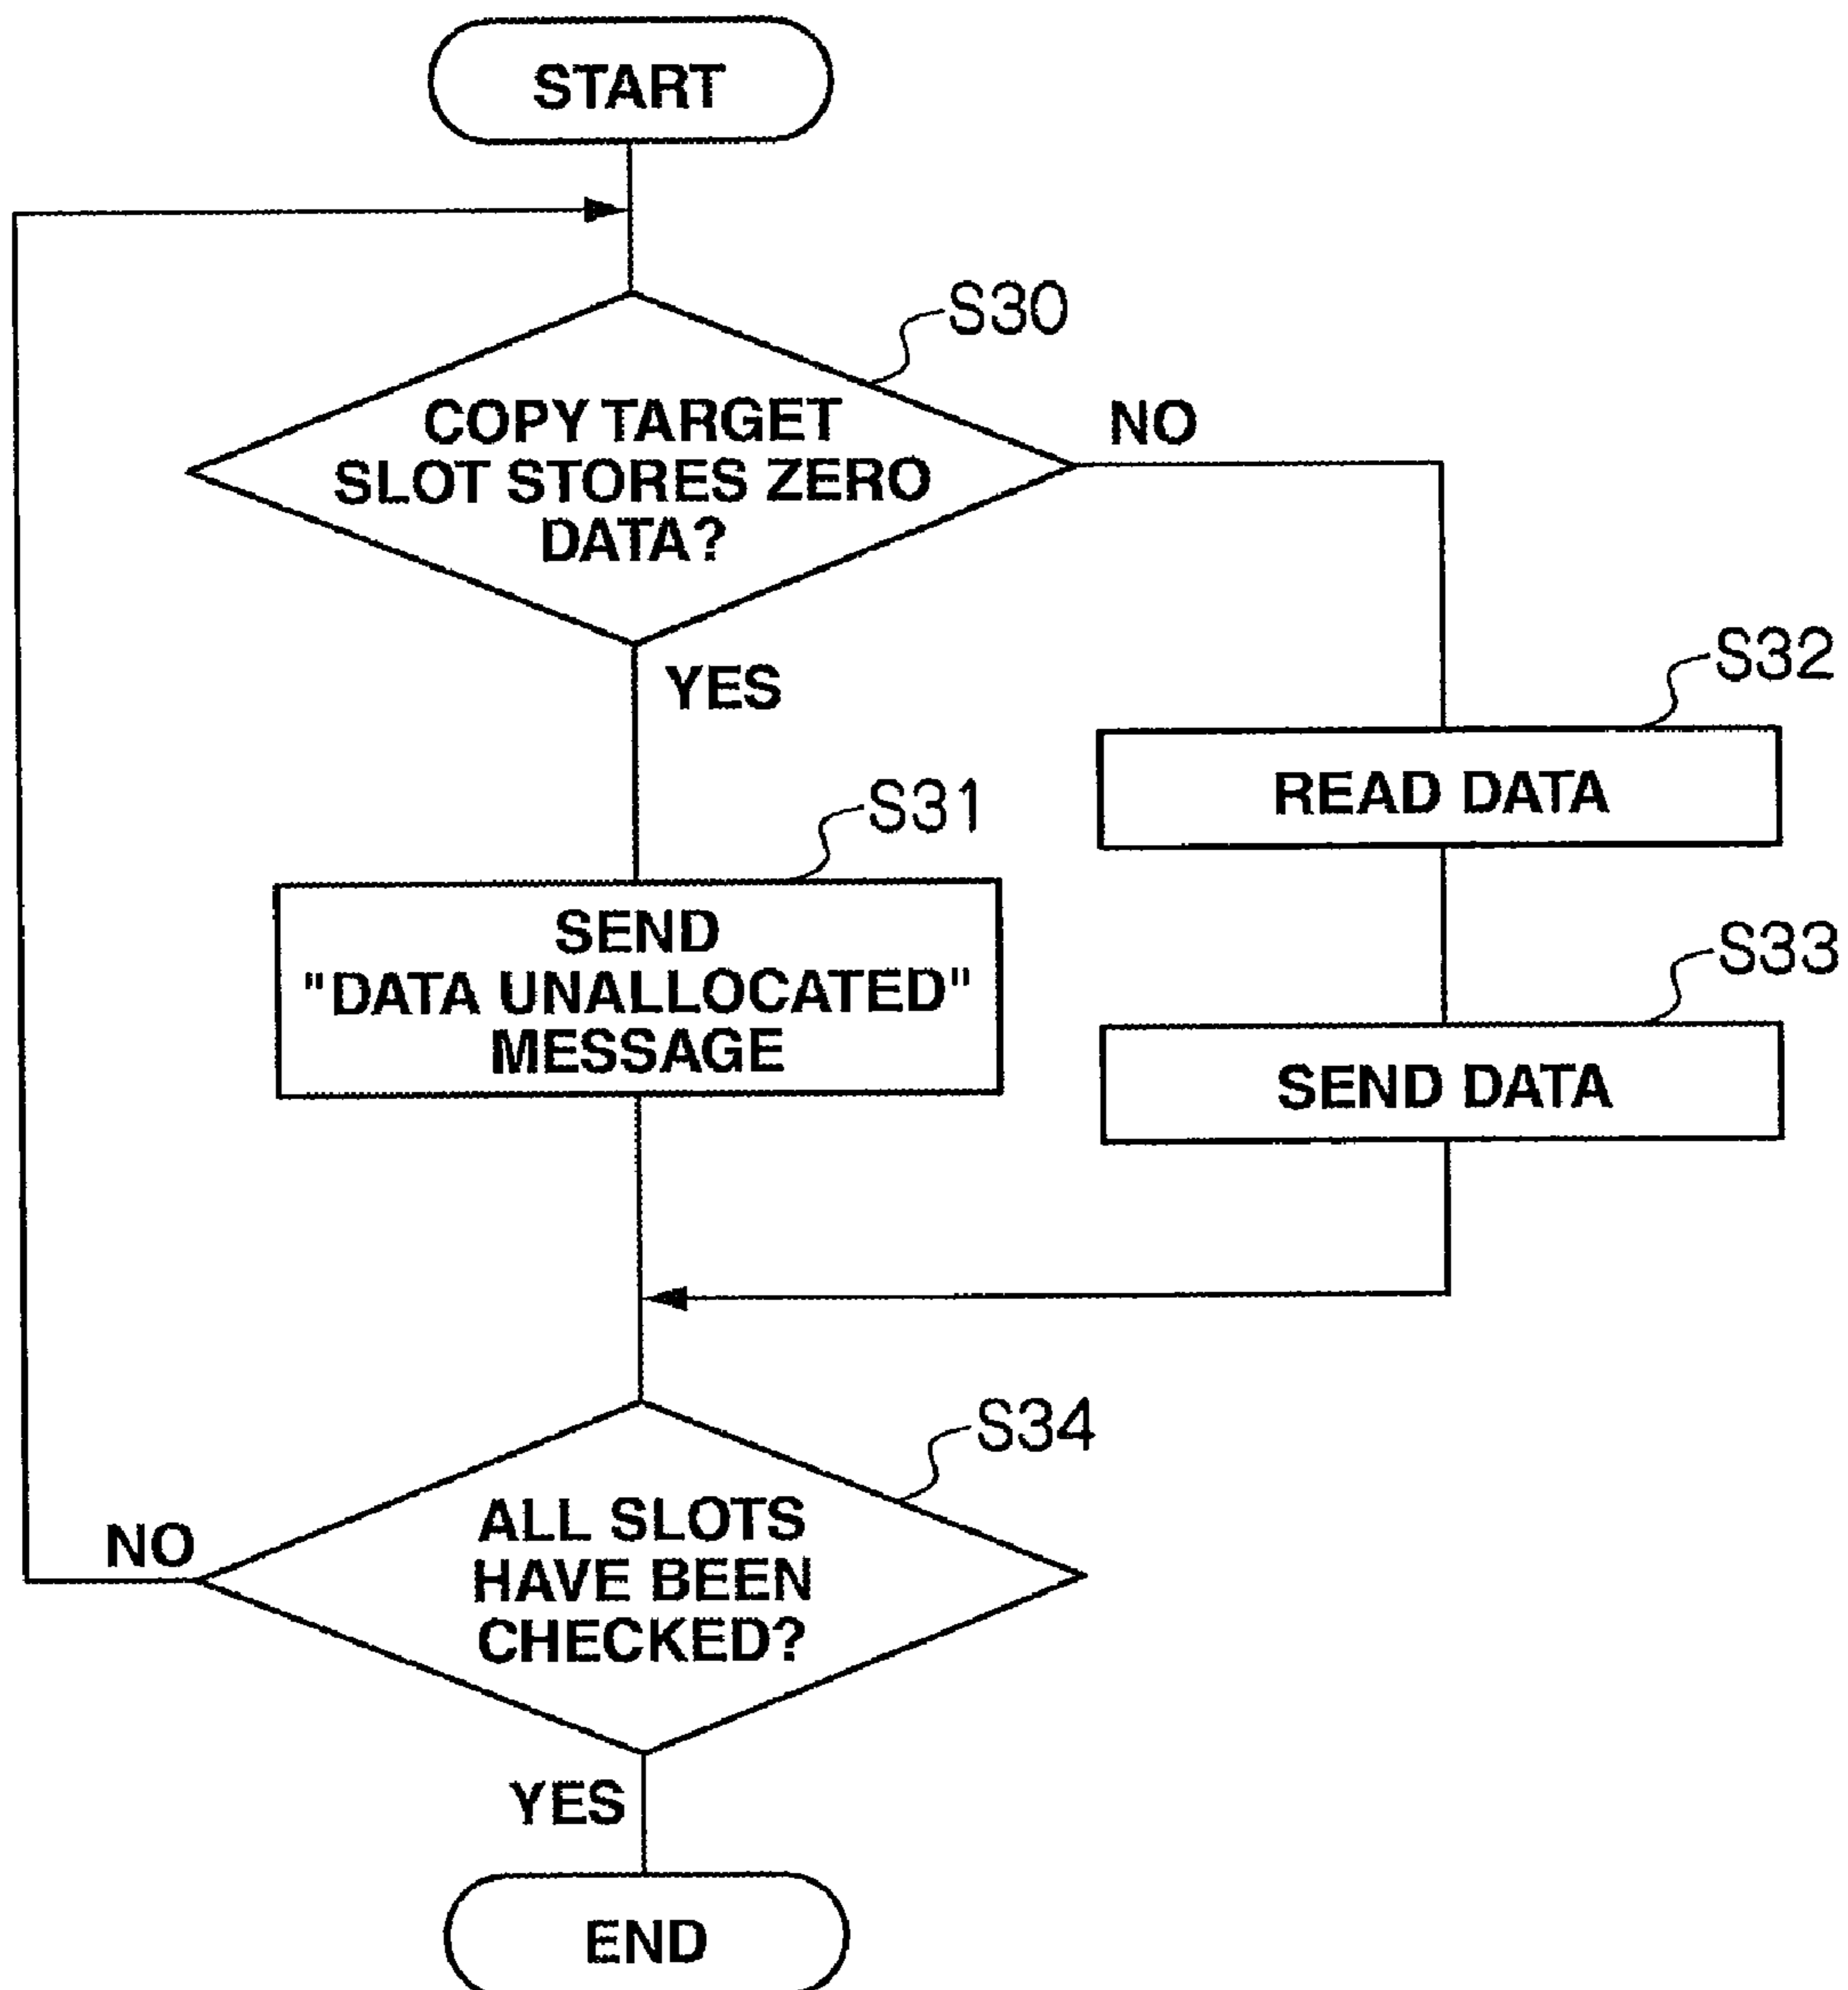 START
S30
COPY TARGET
SLOT STORES ZERO
DATA?
NO
YES
S32
READ DATA
S31
SEND
"DATA UNALLOCATED"
MESSAGE
S33
SEND DATA
S34
ALL SLOTS
HAVE BEEN
CHECKED?
NO
YES
END